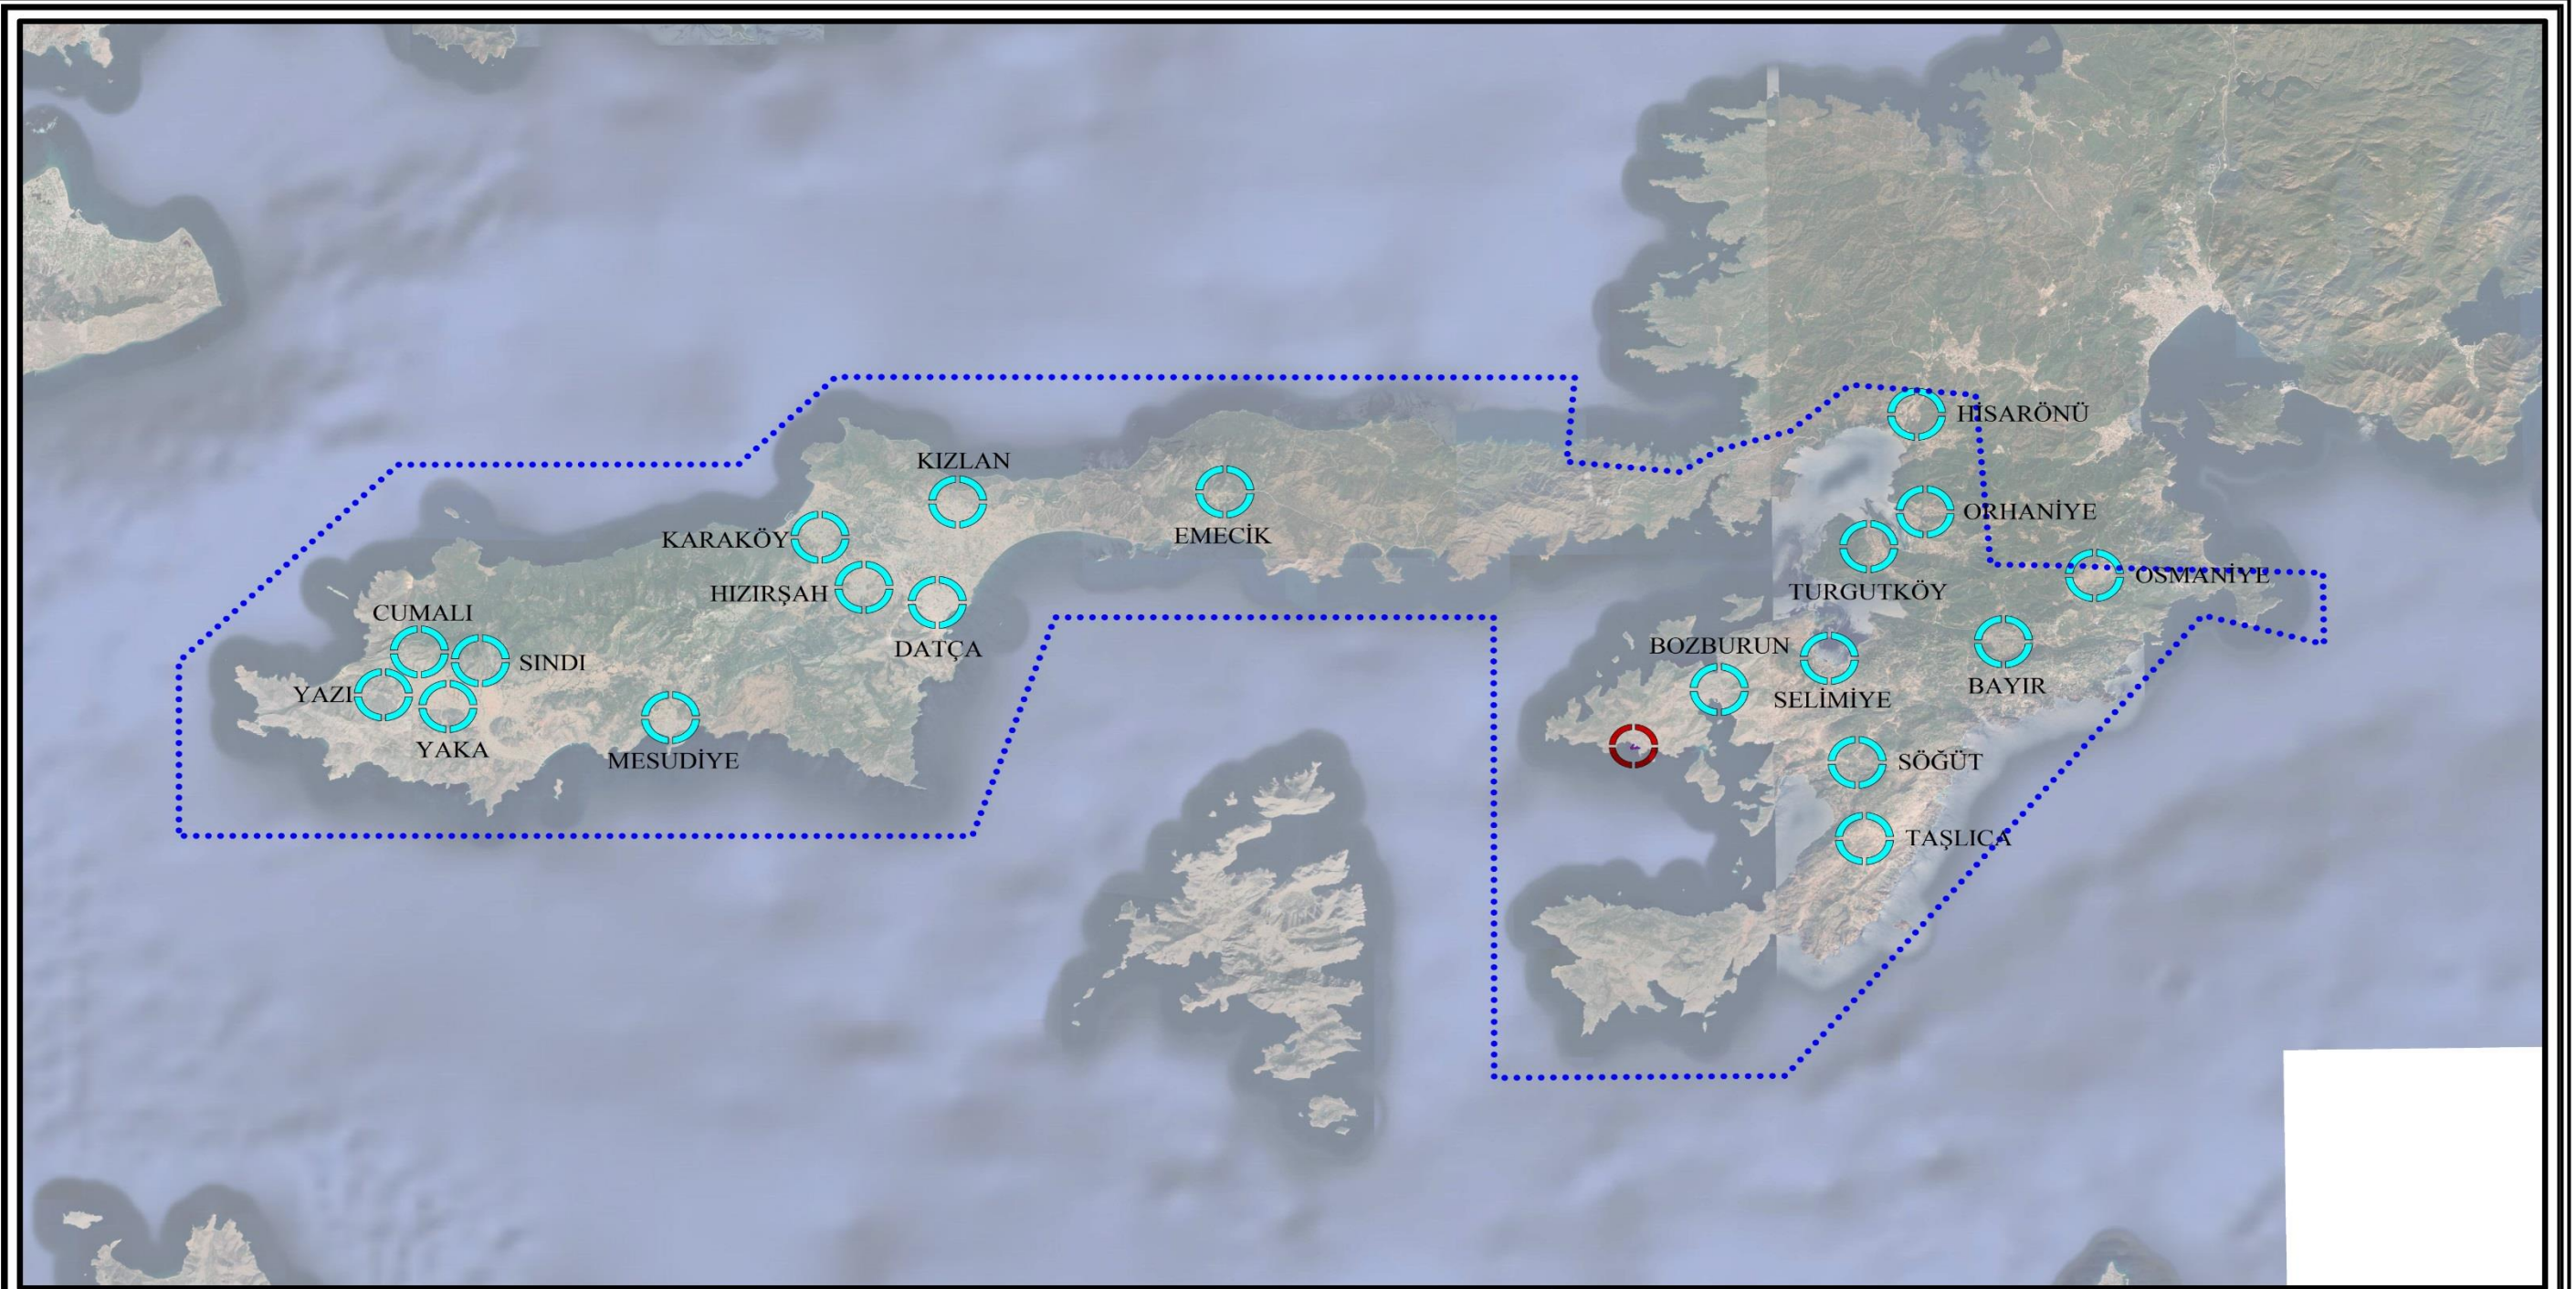 HİSARÖNÜ
KIZLAN
ORHANİYE
EMECİK
KARAKÖY
OSMANİYE
TURGUTKÖY
HIZIRŞAH
CUMALI
BOZBURUN
DATÇA
SINDI
BAYIR
YAZI
SELİMİYE
YAKA
MESUDİYE
SÖĞÜT
TAŞLICA